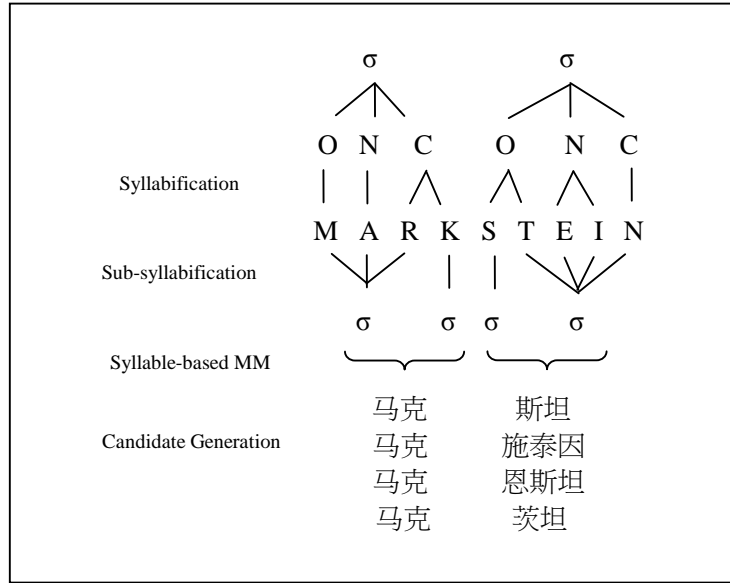 σ σ
O N C O N C
Syllabification
M A R K S T E I N
Sub-syllabification
σ σ σ σ
Syllable-based MM
马克 斯坦
Candidate Generation
马克 施泰因
马克 恩斯坦
马克 茨坦